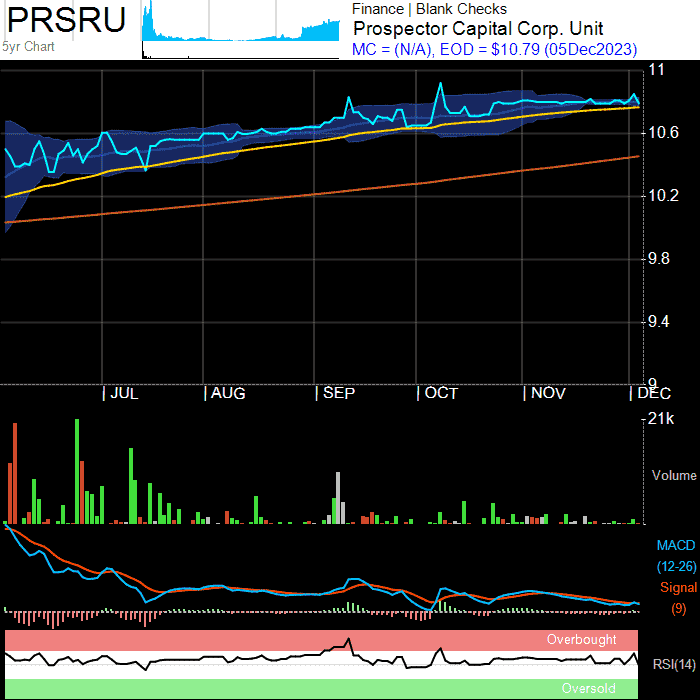 PRSRU
5yr Chart
Finance | Blank Checks
Prospector Capital Corp. Unit
MC = (N/A), EOD = $10.79 (05Dec2023)
11
10.6
10.2
9.8
9.4
9
JUL AUG SEP OCT NOV DEC
21k
Volume
MACD
(12-26)
Signal
(9)
Overbought
RSI(14)
Oversold